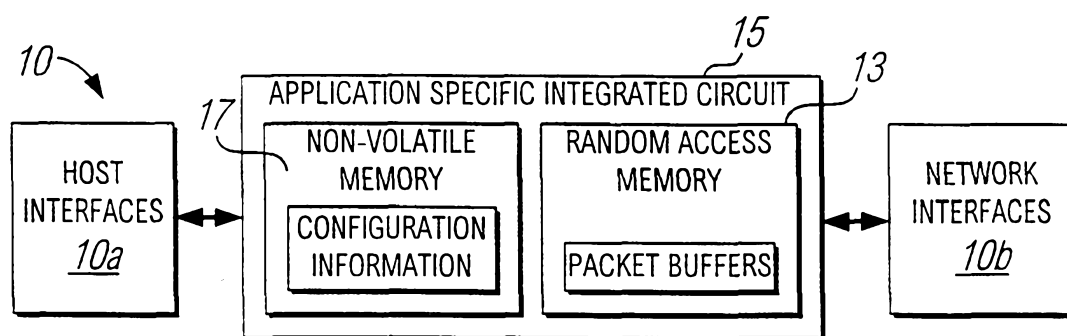 10
15
13
17
APPLICATION SPECIFIC INTEGRATED CIRCUIT
HOST
INTERFACES
10a
NON-VOLATILE
MEMORY
CONFIGURATION
INFORMATION
RANDOM ACCESS
MEMORY
PACKET BUFFERS
NETWORK
INTERFACES
10b